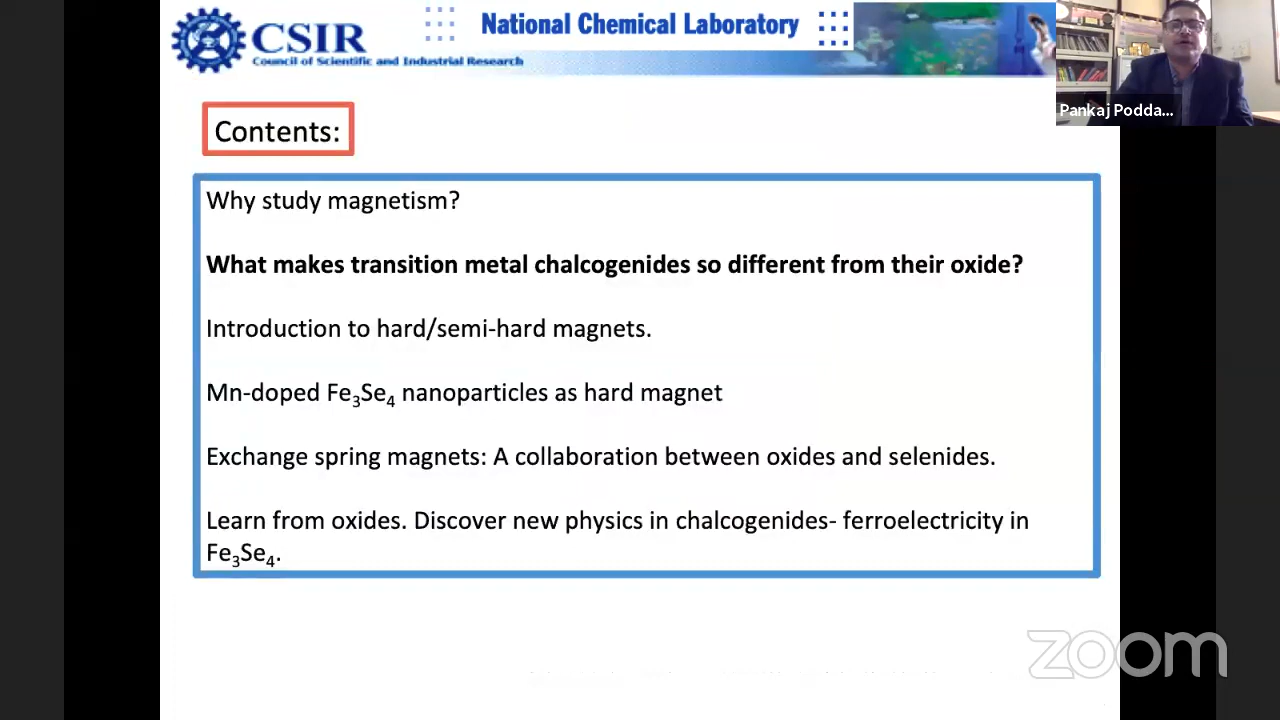 CSIR
Council of Scientific and Industrial Research
National Chemical Laboratory
Pankaj Podda...
Contents:
Why study magnetism?
What makes transition metal chalcogenides so different from their oxide?
Introduction to hard/semi-hard magnets.
Mn-doped Fe₃Se₄ nanoparticles as hard magnet
Exchange spring magnets: A collaboration between oxides and selenides.
Learn from oxides. Discover new physics in chalcogenides- ferroelectricity in
Fe₃Se₄.
zoom